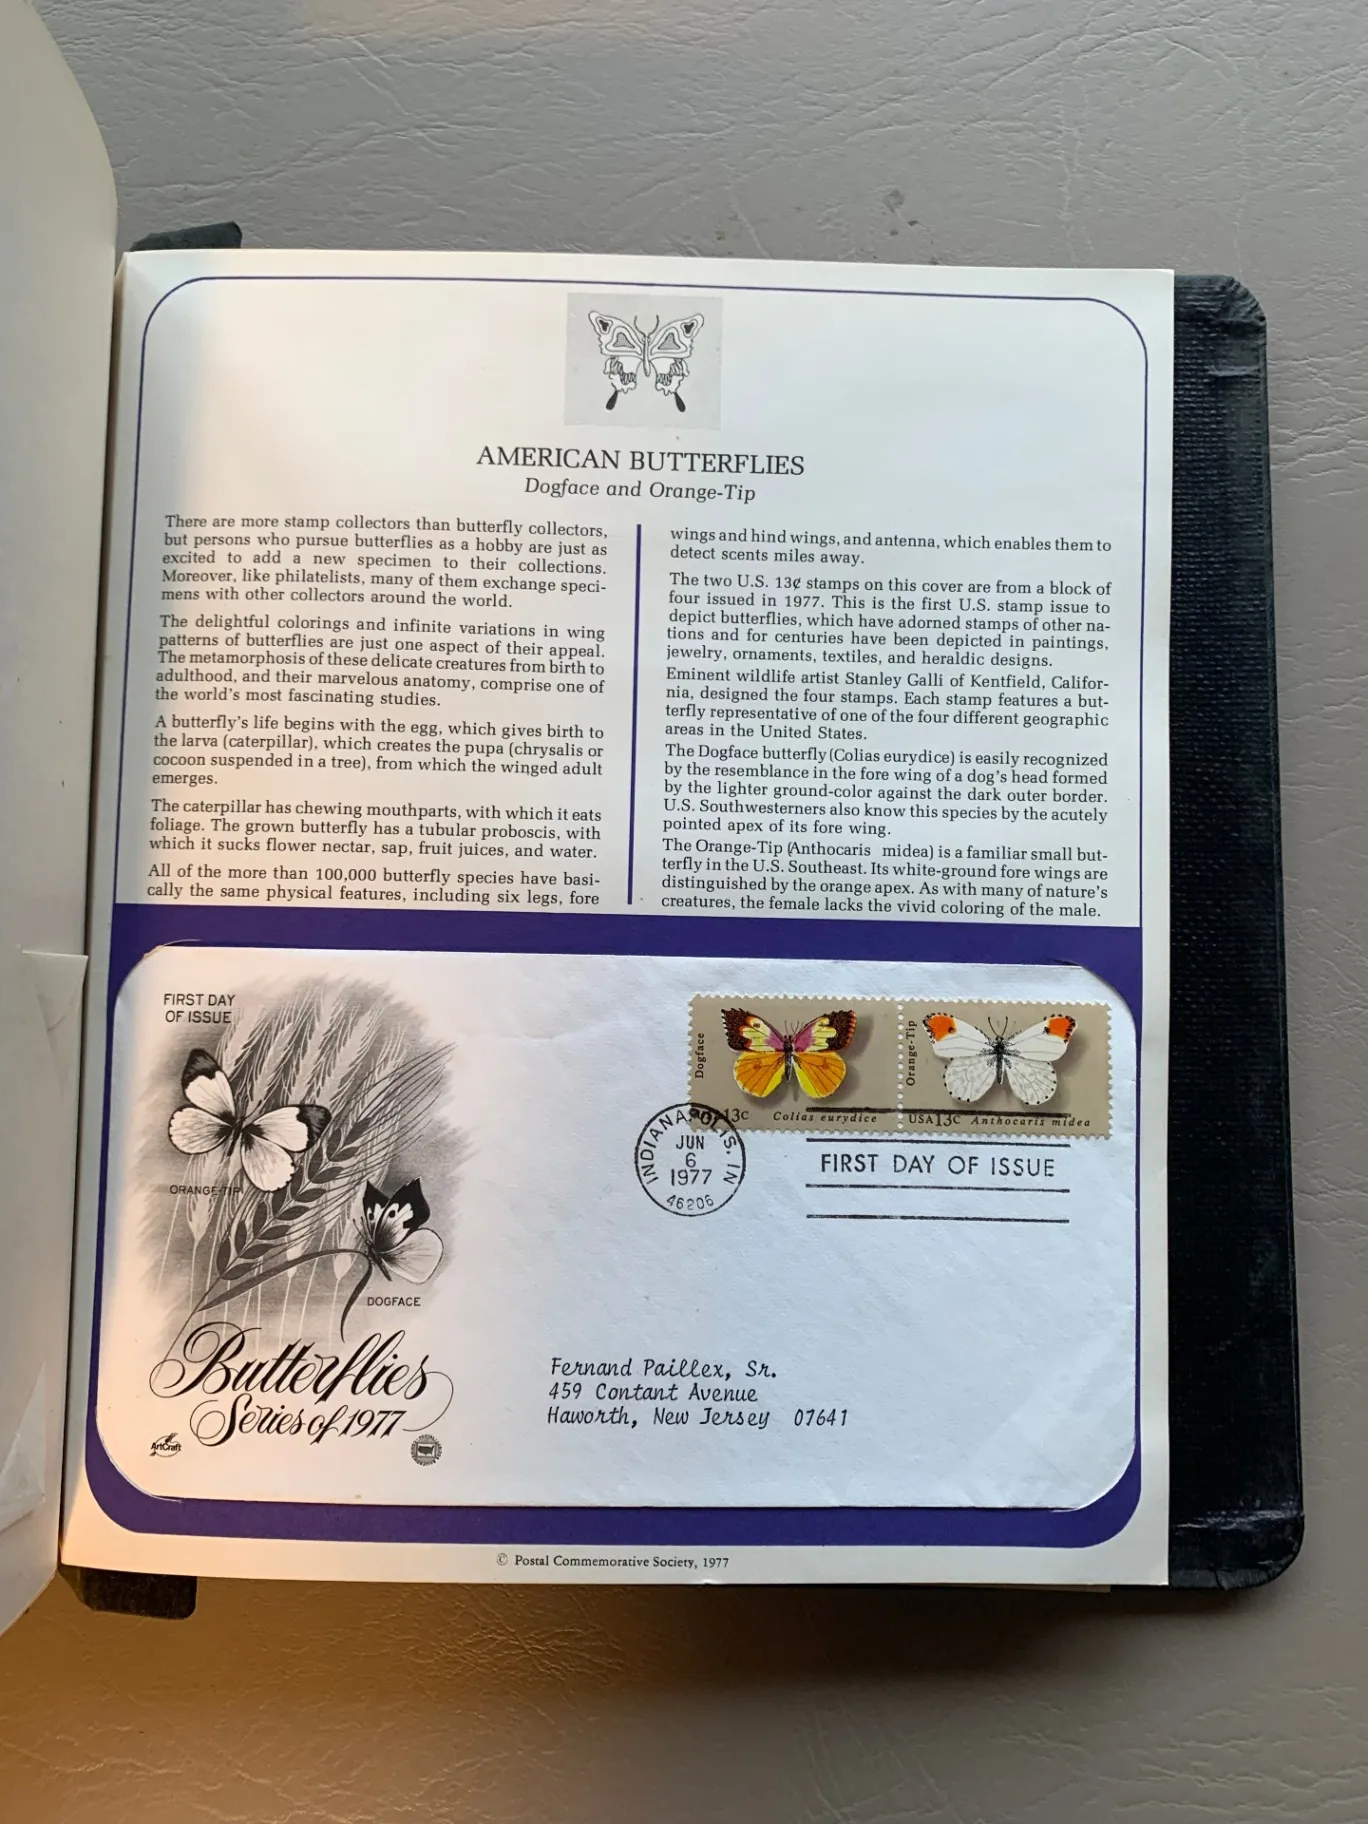 AMERICAN BUTTERFLIES
Dogface and Orange-Tip
There are more stamp collectors than butterfly collectors,
but persons who pursue butterflies as a hobby are just as
excited to add a new specimen to their collections.
Moreover, like philatelists, many of them exchange speci-
mens with other collectors around the world.
The delightful colorings and infinite variations in wing
patterns of butterflies are just one aspect of their appeal.
The metamorphosis of these delicate creatures from birth to
adulthood, and their marvelous anatomy, comprise one of
the world's most fascinating studies.
A butterfly's life begins with the egg, which gives birth to
the larva (caterpillar), which creates the pupa (chrysalis or
cocoon suspended in a tree), from which the winged adult
emerges.
The caterpillar has chewing mouthparts, with which it eats
foliage. The grown butterfly has a tubular proboscis, with
which it sucks flower nectar, sap, fruit juices, and water.
All of the more than 100,000 butterfly species have basi-
cally the same physical features, including six legs, fore
wings and hind wings, and antenna, which enables them to
detect scents miles away.
The two U.S. 13¢ stamps on this cover are from a block of
four issued in 1977. This is the first U.S. stamp issue to
depict butterflies, which have adorned stamps of other na-
tions and for centuries have been depicted in paintings,
jewelry, ornaments, textiles, and heraldic designs.
Eminent wildlife artist Stanley Galli of Kentfield, Califor-
nia, designed the four stamps. Each stamp features a but-
terfly representative of one of the four different geographic
areas in the United States.
The Dogface butterfly (Colias eurydice) is easily recognized
by the resemblance in the fore wing of a dog's head formed
by the lighter ground-color against the dark outer border.
U.S. Southwesterners also know this species by the acutely
pointed apex of its fore wing.
The Orange-Tip (Anthocaris midea) is a familiar small but-
terfly in the U.S. Southeast. Its white-ground fore wings are
distinguished by the orange apex. As with many of nature's
creatures, the female lacks the vivid coloring of the male.
FIRST DAY
OF ISSUE
ORANGE-TIP
DOGFACE
Butterflies
Series of 1977
ArtCraft
Dogface
13c Colias eurydice
Orange-Tip
USA 13c Anthocaris midea
INDIANAPOLIS, IN
JUN
6
1977
46206
FIRST DAY OF ISSUE
Fernand Paillex, Sr.
459 Contant Avenue
Haworth, New Jersey 07641
© Postal Commemorative Society, 1977